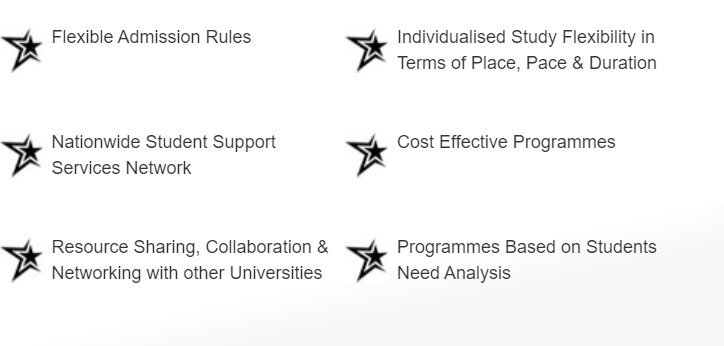 Flexible Admission Rules
Individualised Study Flexibility in
Terms of Place, Pace & Duration
Nationwide Student Support
Services Network
Cost Effective Programmes
Resource Sharing, Collaboration &
Networking with other Universities
Programmes Based on Students
Need Analysis